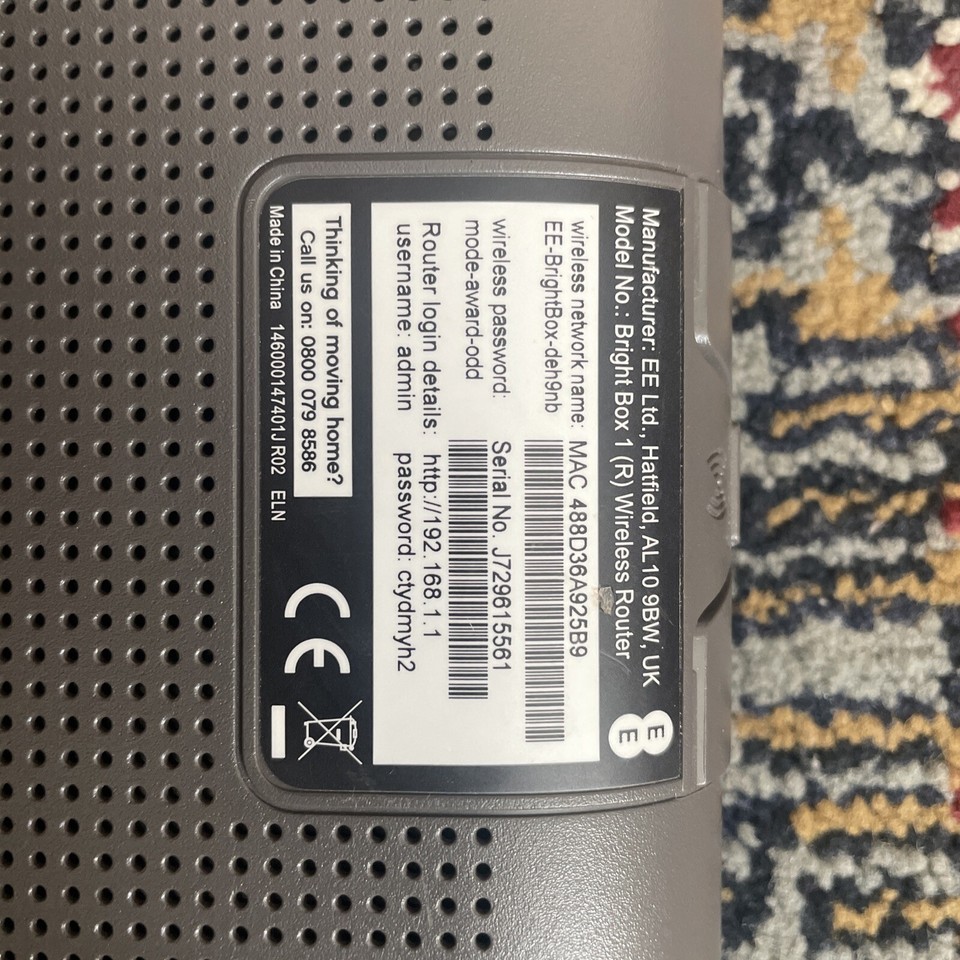 Manufacturer: EE Ltd., Hatfield, AL10 9BW, UK
Model No.: Bright Box 1 (R) Wireless Router
EE
wireless network name: MAC 488D36A925B9
EE-BrightBox-deh9nb
wireless password: Serial No. J729615561
mode-award-odd
Router login details: http://192.168.1.1
username: admin password: ctydmyh2
Thinking of moving home?
Call us on: 0800 079 8586
Made in China 14600147401J R02 ELN
CE